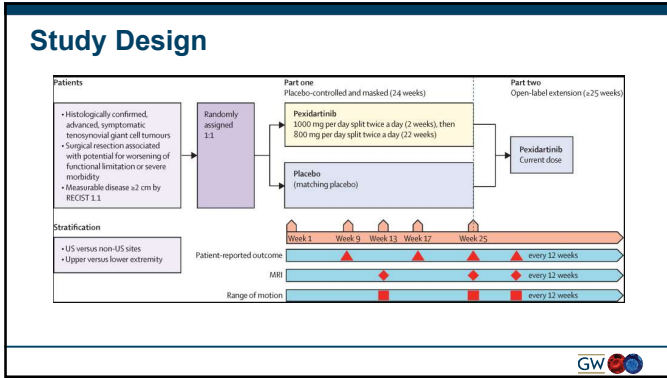 Study Design
Patients
• Histologically confirmed,
advanced, symptomatic
tenosynovial giant cell tumours
• Surgical resection associated
with potential for worsening of
functional limitation or severe
morbidity
• Measurable disease ≥2 cm by
RECIST 1.1
Randomly
assigned
1:1
Part one
Placebo-controlled and masked (24 weeks)
Pexidartinib
1000 mg per day split twice a day (2 weeks), then
800 mg per day split twice a day (22 weeks)
Placebo
(matching placebo)
Part two
Open-label extension (≥25 weeks)
Pexidartinib
Current dose
Stratification
• US versus non-US sites
• Upper versus lower extremity
Week 1 Week 9 Week 13 Week 17 Week 25
Patient-reported outcome every 12 weeks
MRI every 12 weeks
Range of motion every 12 weeks
GW